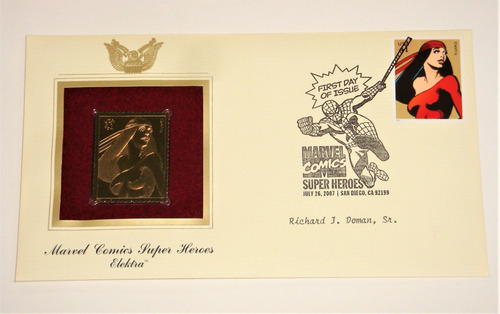 FIRST DAY
OF ISSUE
MARVEL
COMICS
SUPER HEROES
JULY 26, 2007 | SAN DIEGO, CA 92199
Richard J. Doman, Sr.
Marvel Comics Super Heroes
Elektra™